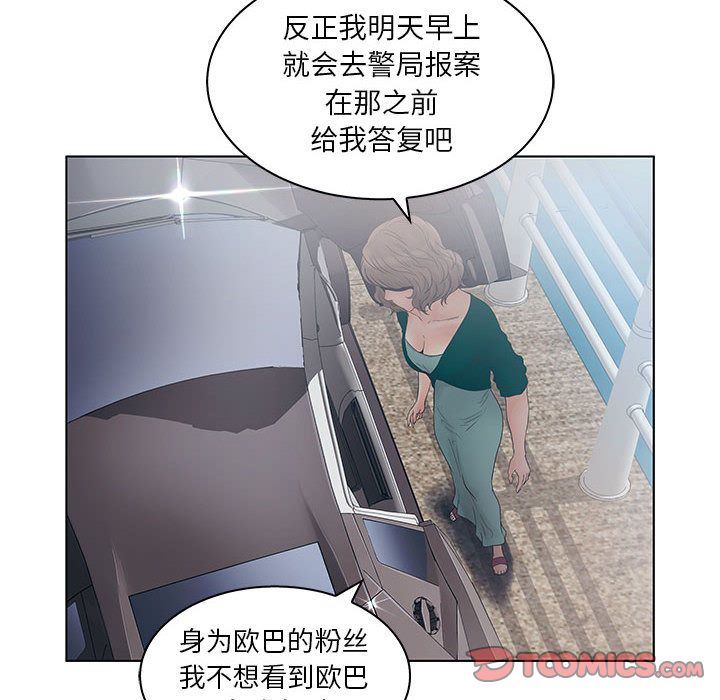 反正我明天早上
就会去警局报案
在那之前
给我答复吧
身为欧巴的粉丝
我不想看到欧巴
TOOMICS.COM